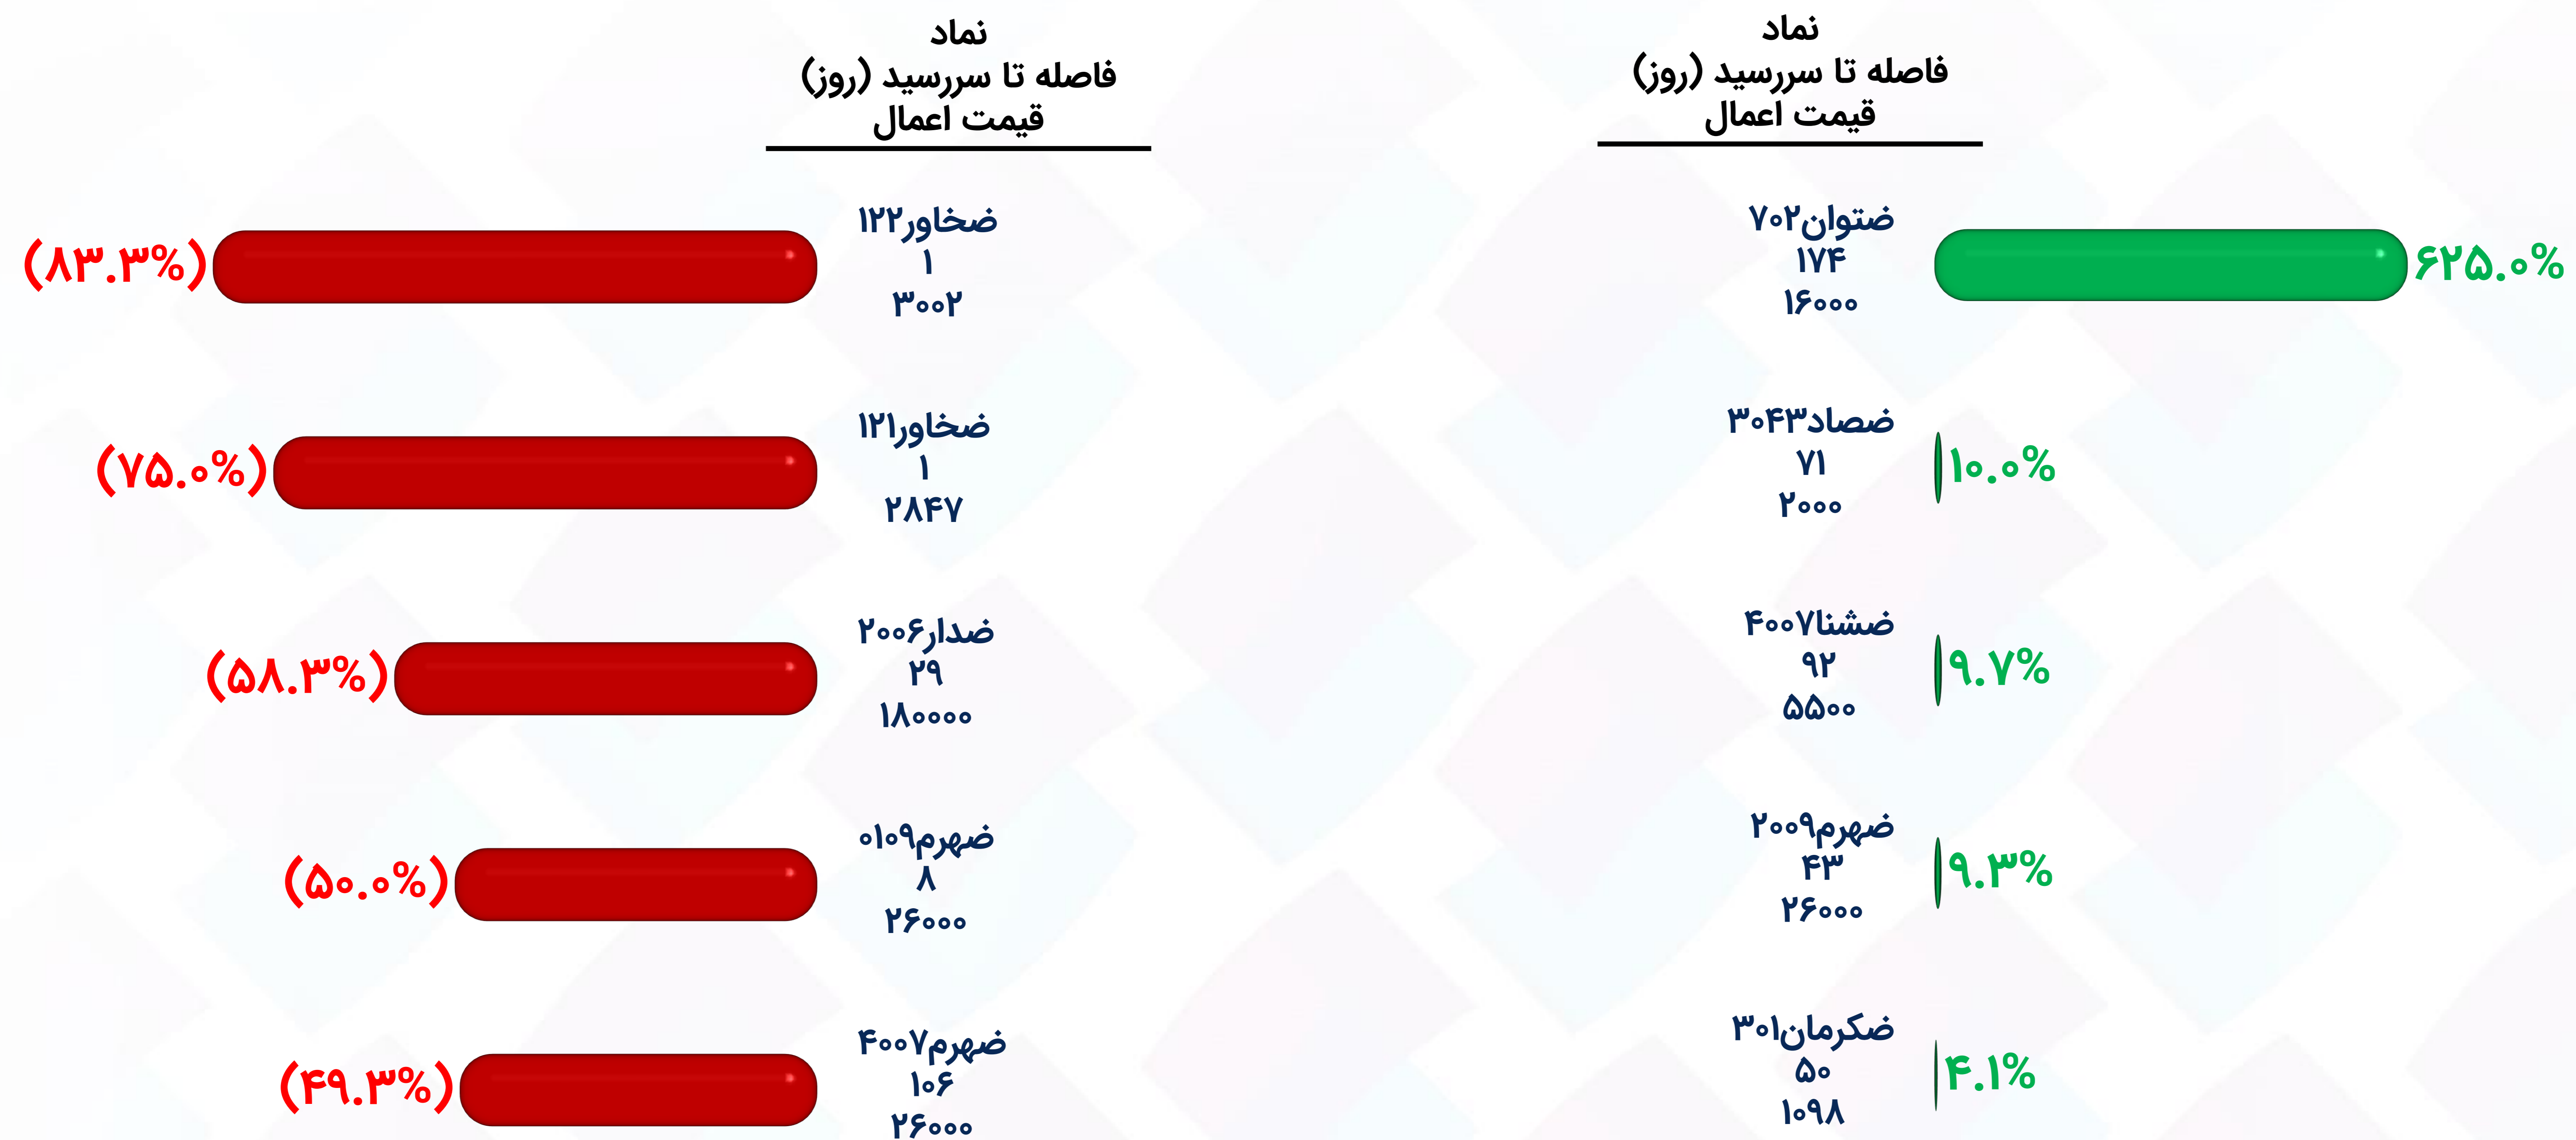 نماد
فاصله تا سررسید (روز)
قیمت اعمال
ضتوان۷۰۲
۱۷۴
۱۶۰۰۰
۶۲۵.۰%
ضصاد۳۰۴۳
۷۱
۲۰۰۰
۱۰.۰%
ضشنا۴۰۰۷
۹۲
۵۵۰۰
۹.۷%
ضهرم۲۰۰۹
۴۳
۲۶۰۰۰
۹.۳%
ضکرمان۳۰۱
۵۰
۱۰۹۸
۴.۱%
نماد
فاصله تا سررسید (روز)
قیمت اعمال
ضخاور۱۲۲
۱
۳۰۰۲
(۸۳.۳%)
ضخاور۱۲۱
۱
۲۸۴۷
(۷۵.۰%)
ضدار۲۰۰۶
۲۹
۱۸۰۰۰۰
(۵۸.۳%)
ضهرم۰۱۰۹
۸
۲۶۰۰۰
(۵۰.۰%)
ضهرم۴۰۰۷
۱۰۶
۲۶۰۰۰
(۴۹.۳%)